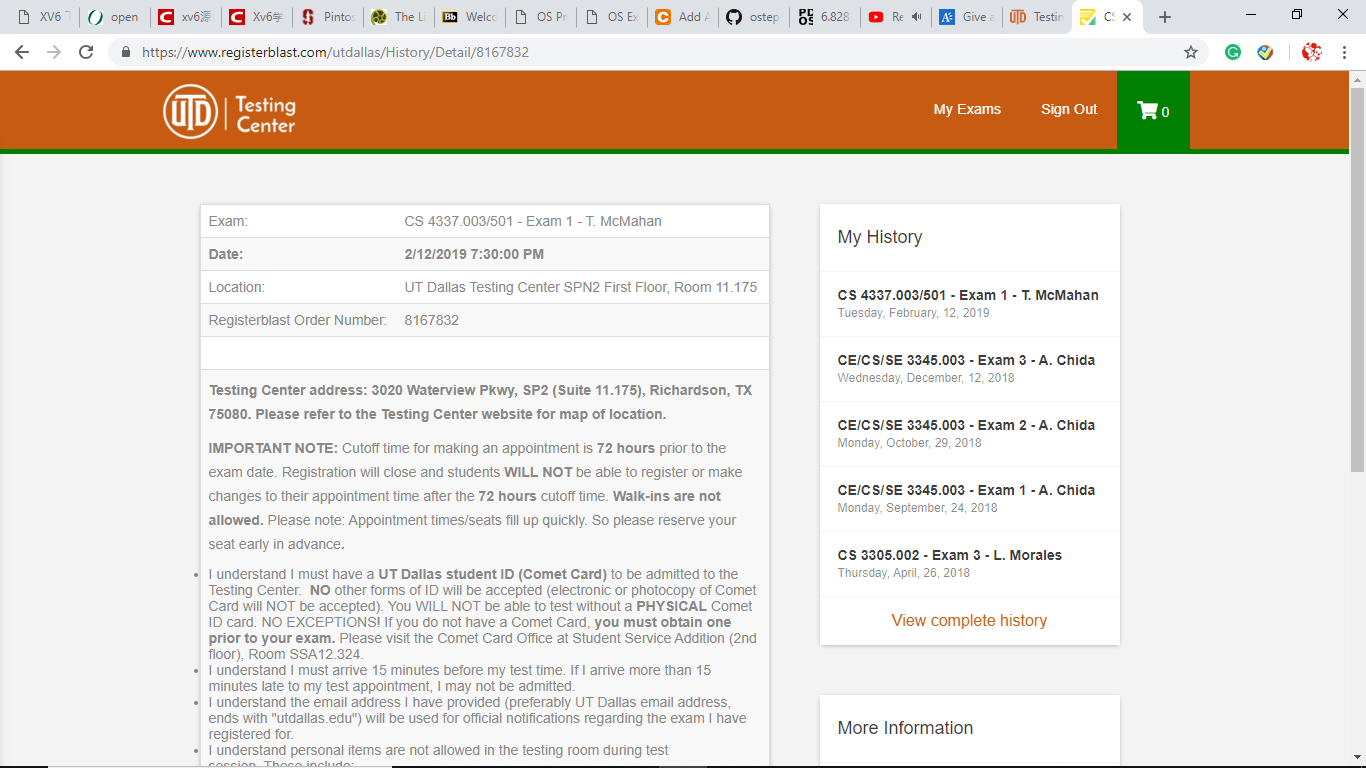 XV6
xv6源
Xv6学
Pintos
The Li
Welco
OS Pr
OS Ex
Add A
ostep
6.828
Re
Give a
Testin
CS
open
https://www.registerblast.com/utdallas/History/Detail/8167832
UTD Testing
Center
My Exams
Sign Out
0
Exam: CS 4337.003/501 - Exam 1 - T. McMahan
Date: 2/12/2019 7:30:00 PM
Location: UT Dallas Testing Center SPN2 First Floor, Room 11.175
Registerblast Order Number: 8167832
Testing Center address: 3020 Waterview Pkwy, SP2 (Suite 11.175), Richardson, TX
75080. Please refer to the Testing Center website for map of location.
IMPORTANT NOTE: Cutoff time for making an appointment is 72 hours prior to the
exam date. Registration will close and students WILL NOT be able to register or make
changes to their appointment time after the 72 hours cutoff time. Walk-ins are not
allowed. Please note: Appointment times/seats fill up quickly. So please reserve your
seat early in advance.
• I understand I must have a UT Dallas student ID (Comet Card) to be admitted to the
Testing Center. NO other forms of ID will be accepted (electronic or photocopy of Comet
Card will NOT be accepted). You WILL NOT be able to test without a PHYSICAL Comet
ID card. NO EXCEPTIONS! If you do not have a Comet Card, you must obtain one
prior to your exam. Please visit the Comet Card Office at Student Service Addition (2nd
floor), Room SSA12.324.
• I understand I must arrive 15 minutes before my test time. If I arrive more than 15
minutes late to my test appointment, I may not be admitted.
• I understand the email address I have provided (preferably UT Dallas email address,
ends with "utdallas.edu") will be used for official notifications regarding the exam I have
registered for.
• I understand personal items are not allowed in the testing room during test
session. These include:
My History
CS 4337.003/501 - Exam 1 - T. McMahan
Tuesday, February, 12, 2019
CE/CS/SE 3345.003 - Exam 3 - A. Chida
Wednesday, December, 12, 2018
CE/CS/SE 3345.003 - Exam 2 - A. Chida
Monday, October, 29, 2018
CE/CS/SE 3345.003 - Exam 1 - A. Chida
Monday, September, 24, 2018
CS 3305.002 - Exam 3 - L. Morales
Thursday, April, 26, 2018
View complete history
More Information